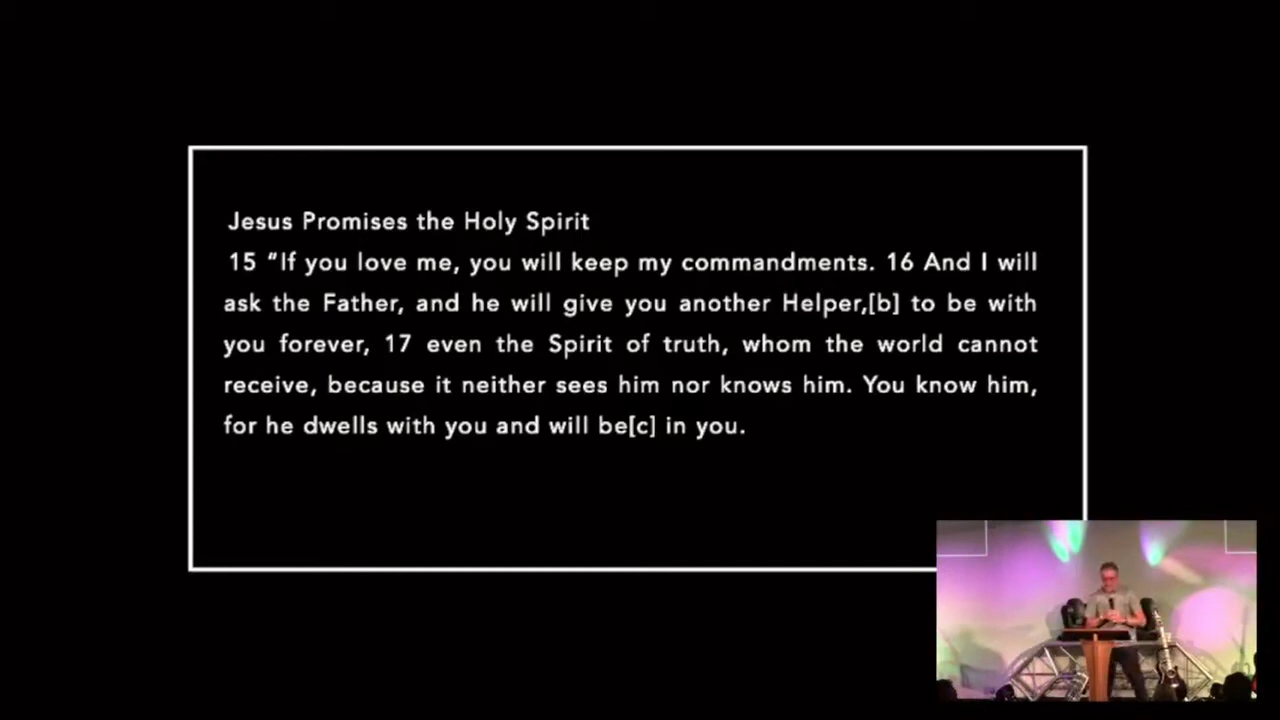 Jesus Promises the Holy Spirit
15 “If you love me, you will keep my commandments. 16 And I will
ask the Father, and he will give you another Helper,[b] to be with
you forever, 17 even the Spirit of truth, whom the world cannot
receive, because it neither sees him nor knows him. You know him,
for he dwells with you and will be[c] in you.